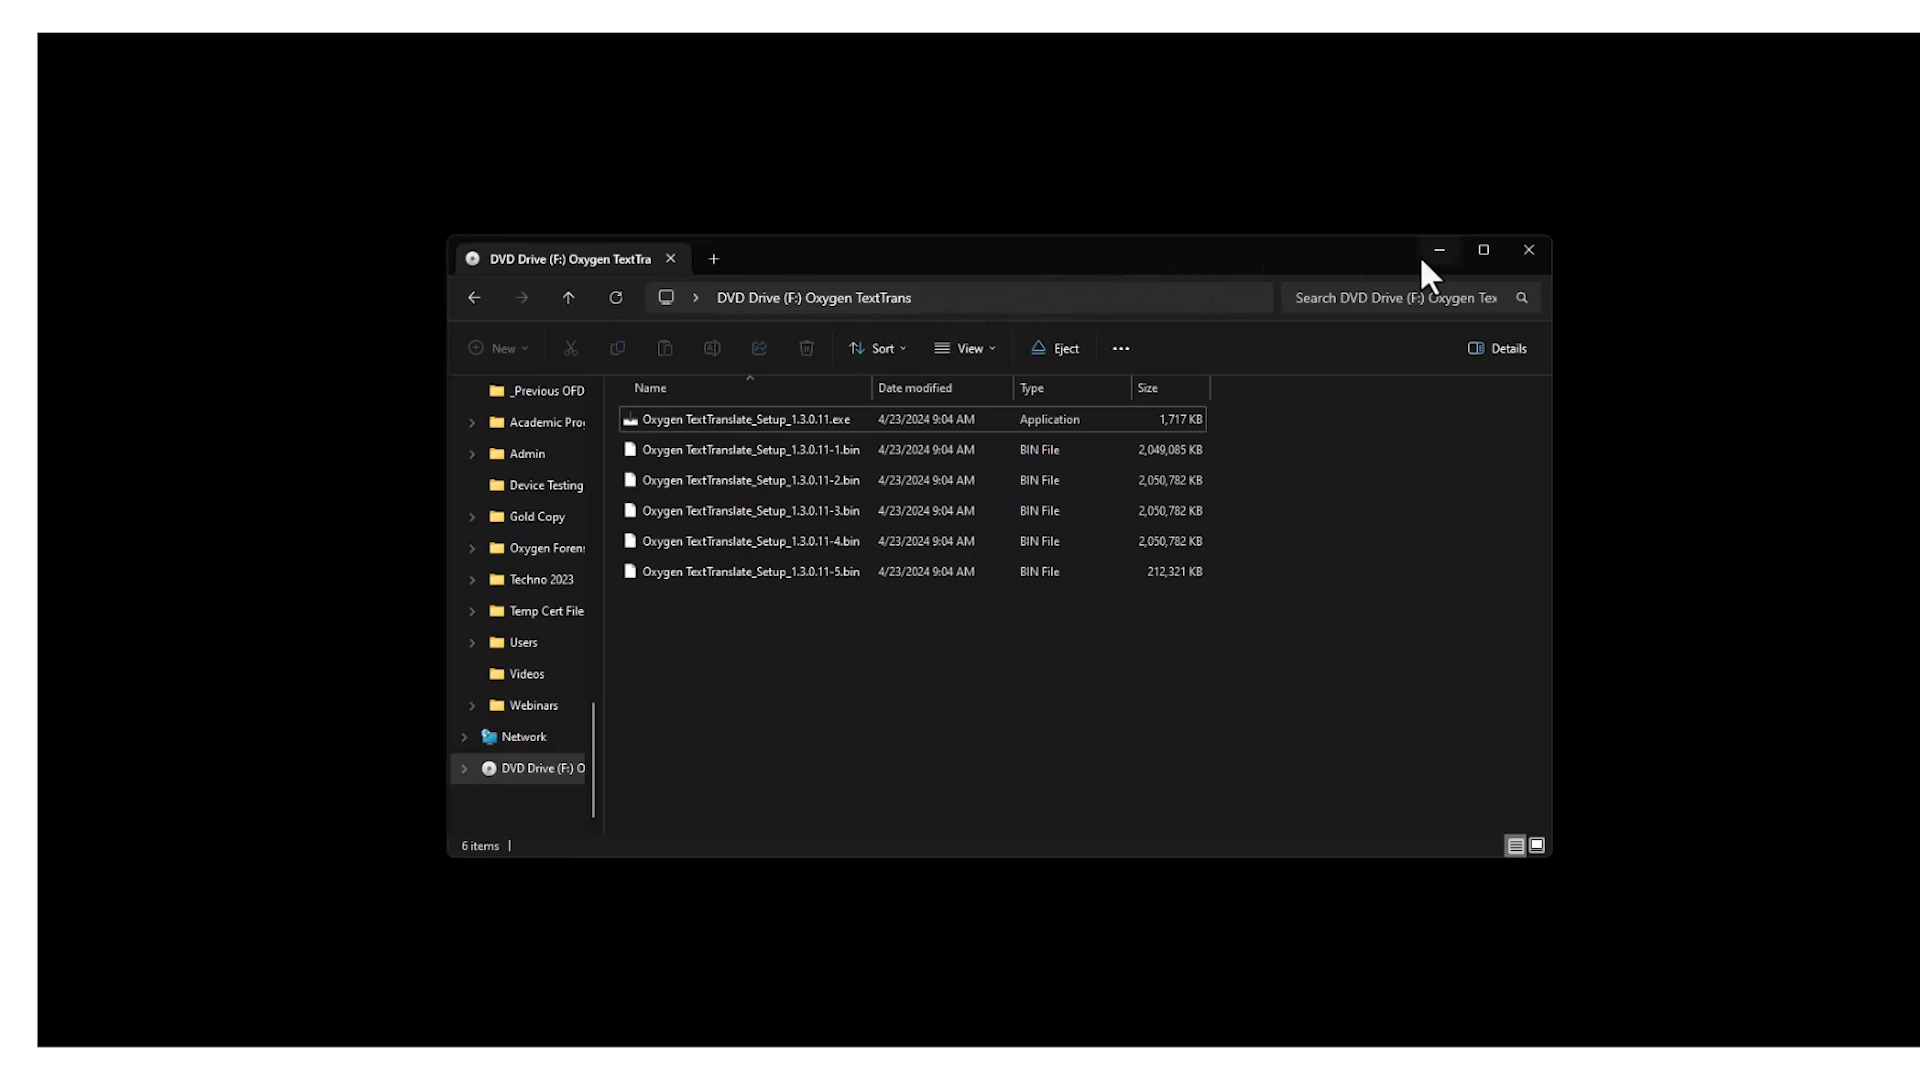 DVD Drive (F:) Oxygen TextTra
DVD Drive (F:) Oxygen TextTrans
Search DVD Drive (F:) Oxygen Tex
New
Sort
View
Eject
Details
Name Date modified Type Size
_Previous OFD
Academic Pro
Admin
Device Testing
Gold Copy
Oxygen Foren
Techno 2023
Temp Cert File
Users
Videos
Webinars
Network
DVD Drive (F:) O
Oxygen TextTranslate_Setup_1.3.0.11.exe 4/23/2024 9:04 AM Application 1,717 KB
Oxygen TextTranslate_Setup_1.3.0.11-1.bin 4/23/2024 9:04 AM BIN File 2,049,085 KB
Oxygen TextTranslate_Setup_1.3.0.11-2.bin 4/23/2024 9:04 AM BIN File 2,050,782 KB
Oxygen TextTranslate_Setup_1.3.0.11-3.bin 4/23/2024 9:04 AM BIN File 2,050,782 KB
Oxygen TextTranslate_Setup_1.3.0.11-4.bin 4/23/2024 9:04 AM BIN File 2,050,782 KB
Oxygen TextTranslate_Setup_1.3.0.11-5.bin 4/23/2024 9:04 AM BIN File 212,321 KB
6 items